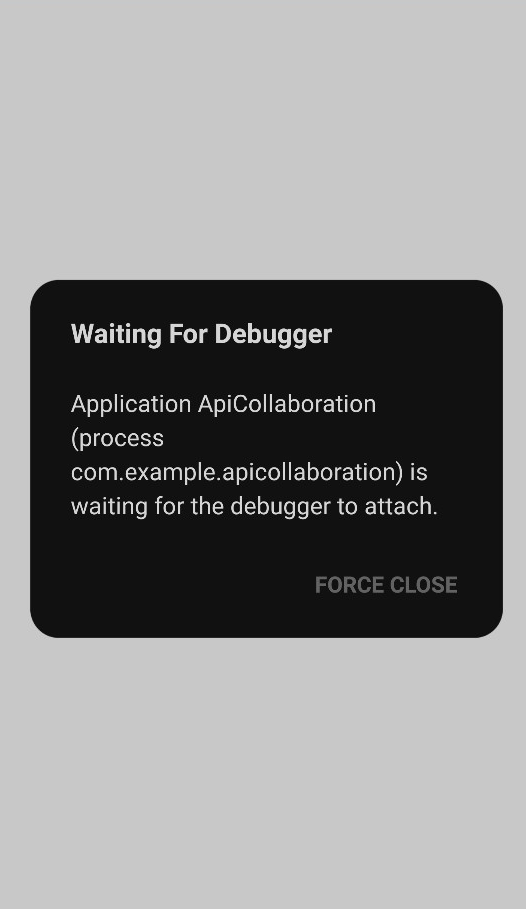 Waiting For Debugger
Application ApiCollaboration
(process
com.example.apicollaboration) is
waiting for the debugger to attach.
FORCE CLOSE